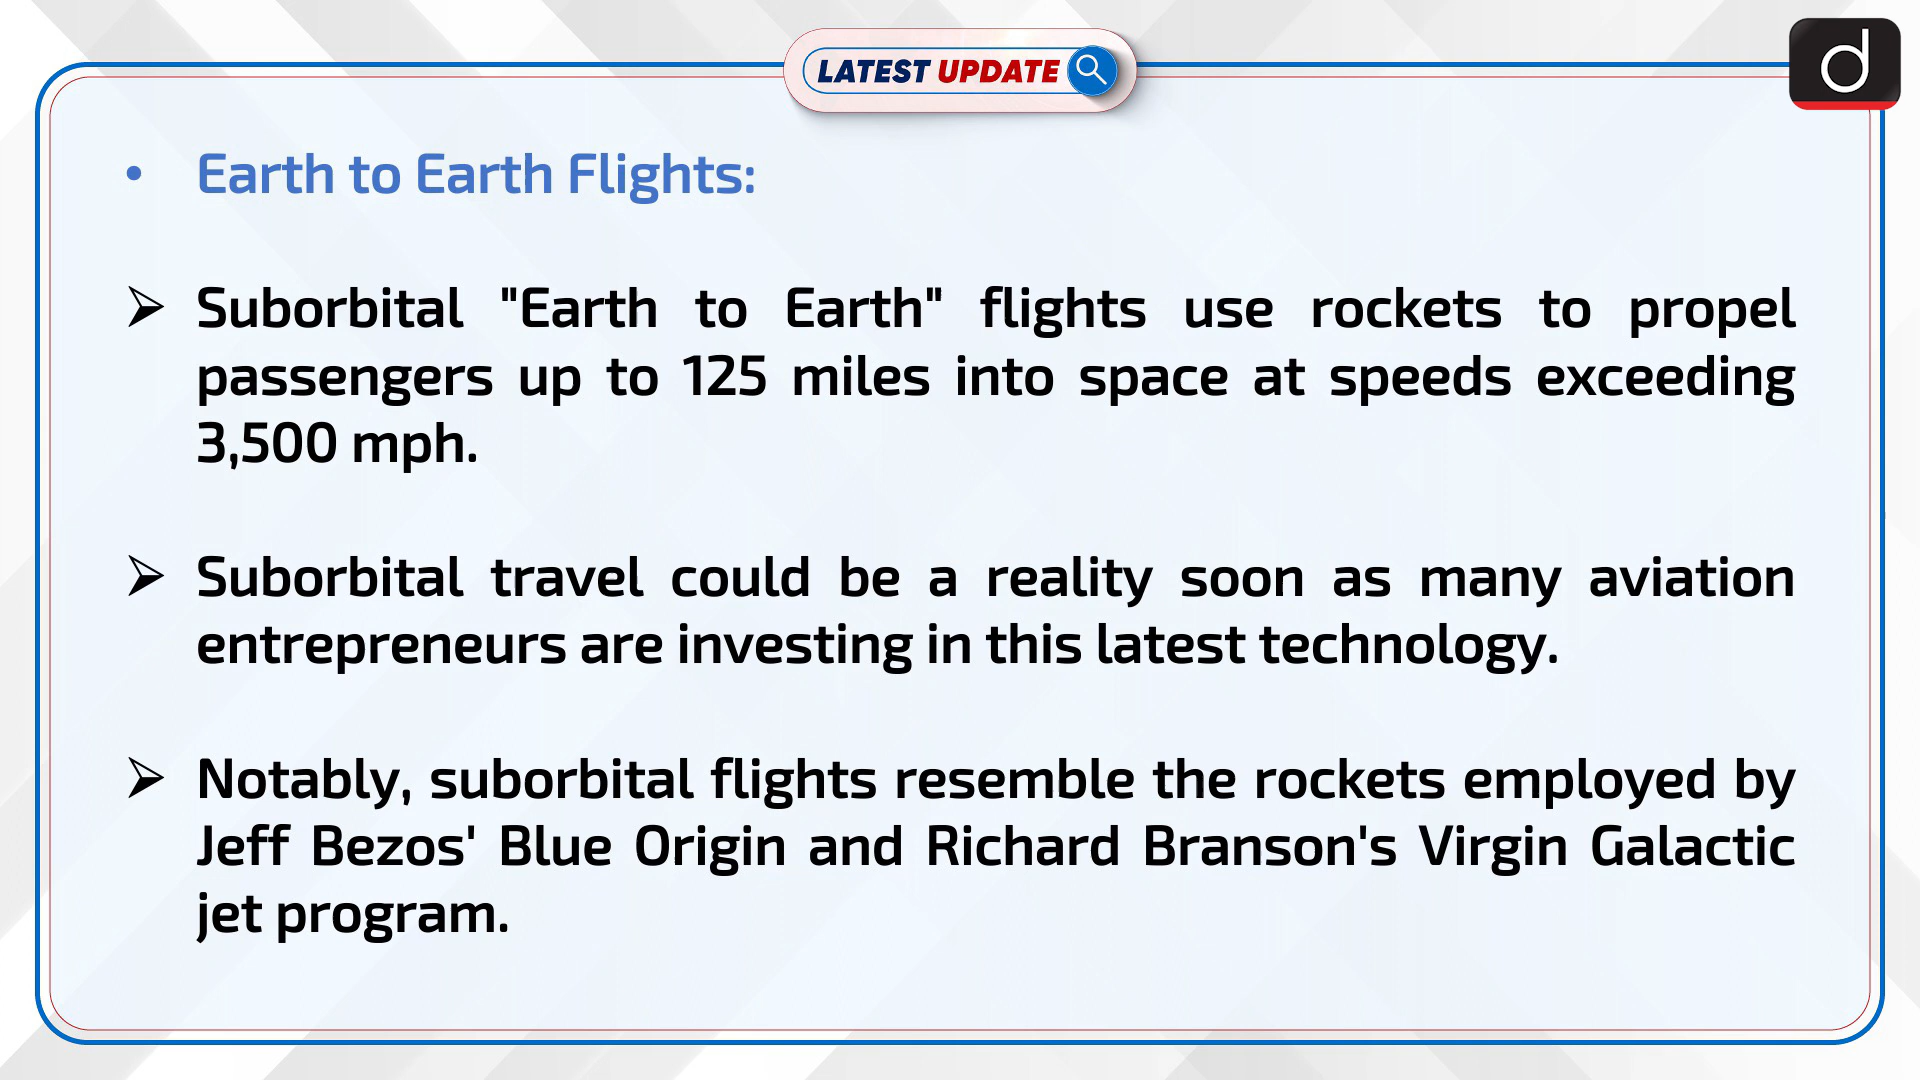 LATEST UPDATE
d
• Earth to Earth Flights:
➢ Suborbital "Earth to Earth" flights use rockets to propel
passengers up to 125 miles into space at speeds exceeding
3,500 mph.
➢ Suborbital travel could be a reality soon as many aviation
entrepreneurs are investing in this latest technology.
➢ Notably, suborbital flights resemble the rockets employed by
Jeff Bezos' Blue Origin and Richard Branson's Virgin Galactic
jet program.